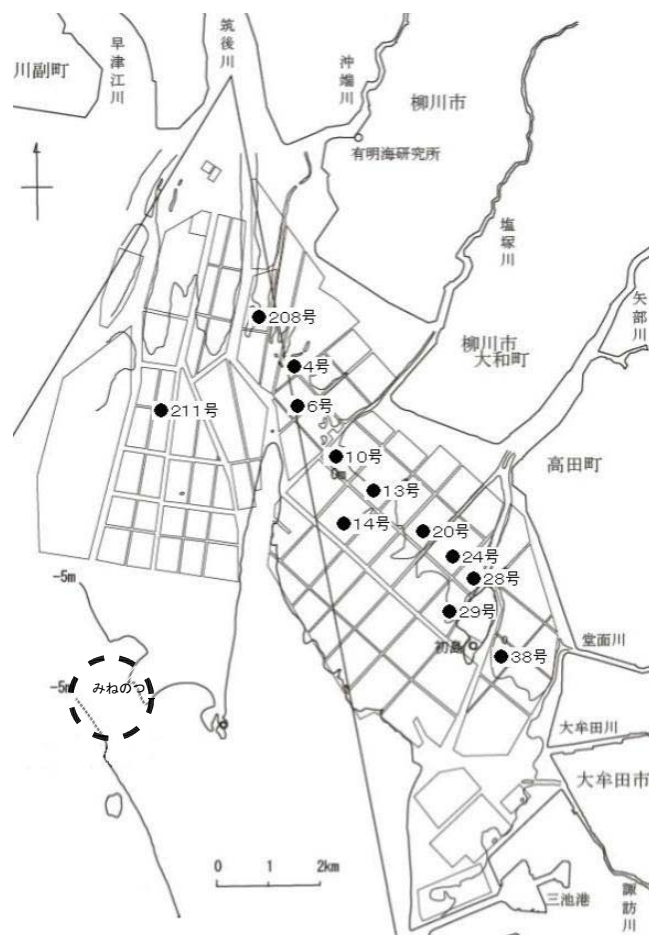 筑後川
早津江川
沖端川
川副町
柳川市
有明海研究所
塩塚川
矢部川
208号
柳川市
大和町
4号
6号
211号
10号
0m
高田町
13号
14号
20号
24号
28号
-5m
29号
初島
堂面川
38号
-5m
みねのつ
大牟田川
大牟田市
0 1 2km
三池港
諏訪川